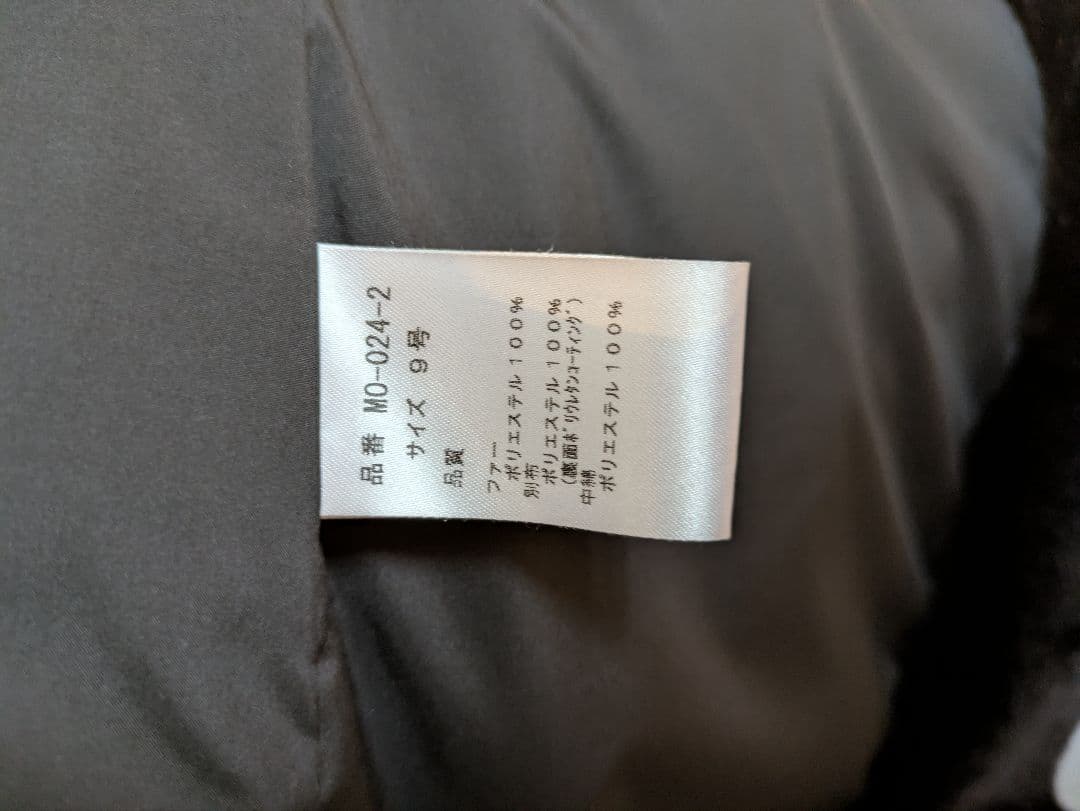 品番 MO-024-2
サイズ 9号
品質
ファー
ポリエステル100%
別布
ポリエステル100%
(裏面ﾎﾟﾘｳﾚﾀﾝｺｰﾃｨﾝｸﾞ)
中綿
ポリエステル100%